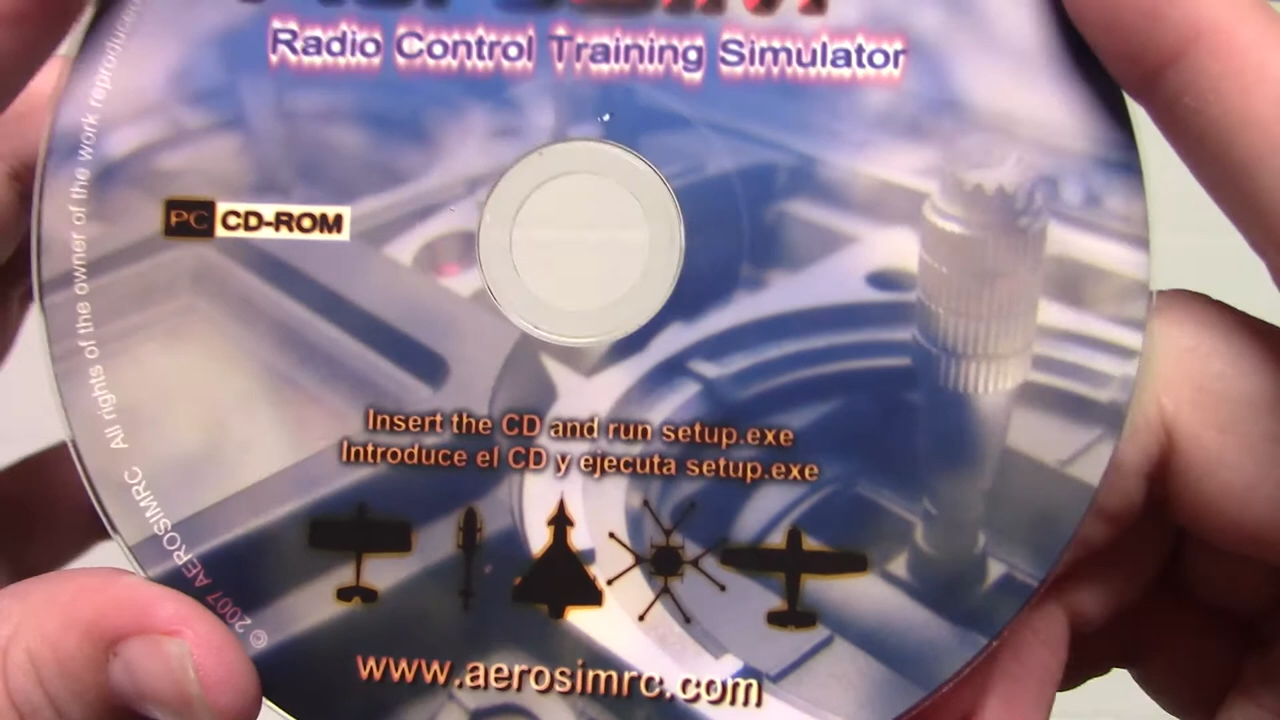 Radio Control Training Simulator
PC CD-ROM
Insert the CD and run setup.exe
Introduce el CD y ejecuta setup.exe
www.aerosimrc.com
© 2007 AEROSIMRC All rights of the owner of the work reproduced